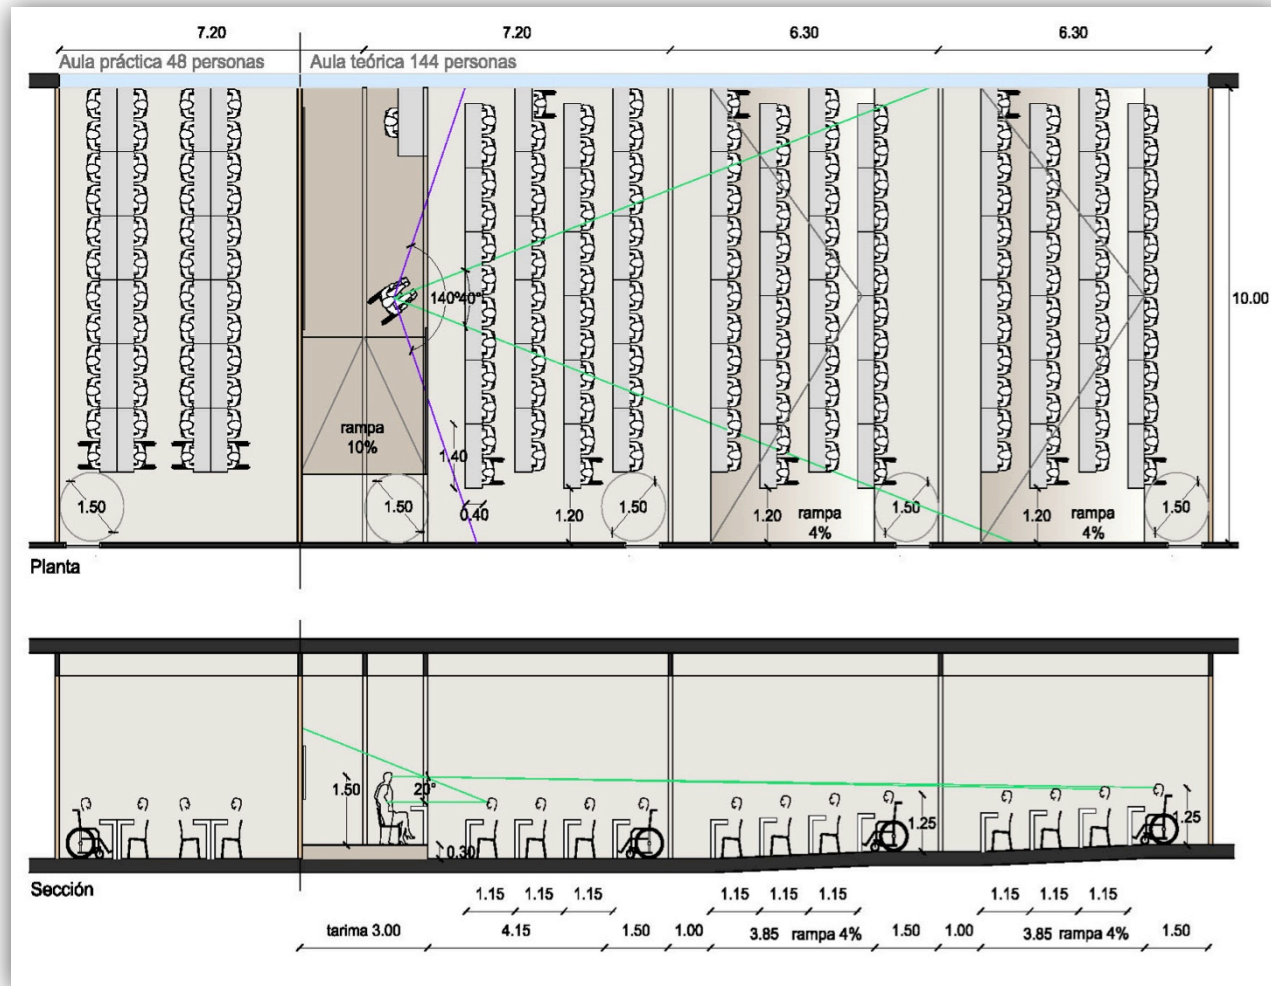 7.20 7.20 6.30 6.30
Aula práctica 48 personas Aula teórica 144 personas
140º 40°
10.00
rampa
10%
1.40
1.50 1.50 0.40 1.20 1.50 1.20 rampa
4% 1.50 1.20 rampa
4% 1.50
Planta
1.50 20° 1.25 1.25
0.30
Sección
1.15 1.15 1.15 1.15 1.15 1.15 1.15 1.15 1.15
tarima 3.00 4.15 1.50 1.00 3.85 rampa 4% 1.50 1.00 3.85 rampa 4% 1.50